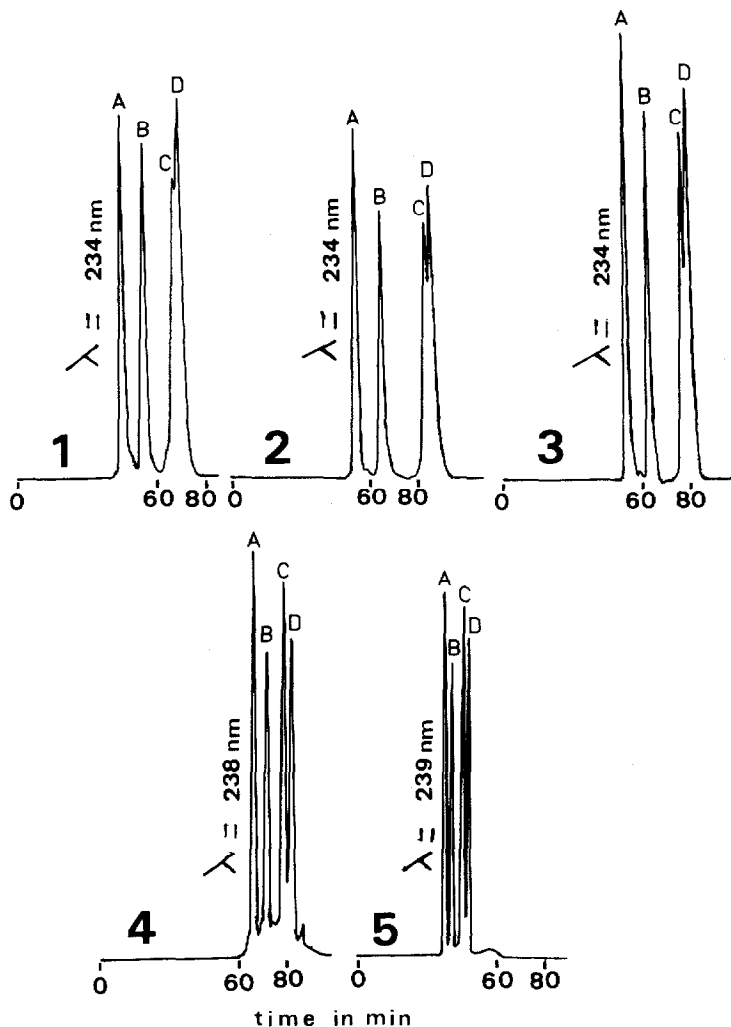 A B C D
λ = 234 nm
1
0 60 80
A B C D
λ = 234 nm
2
0 60 80
A B C D
λ = 234 nm
3
0 60 80
A B C D
λ = 238 nm
4
0 60 80
A B C D
λ = 239 nm
5
0 60 80
time in min